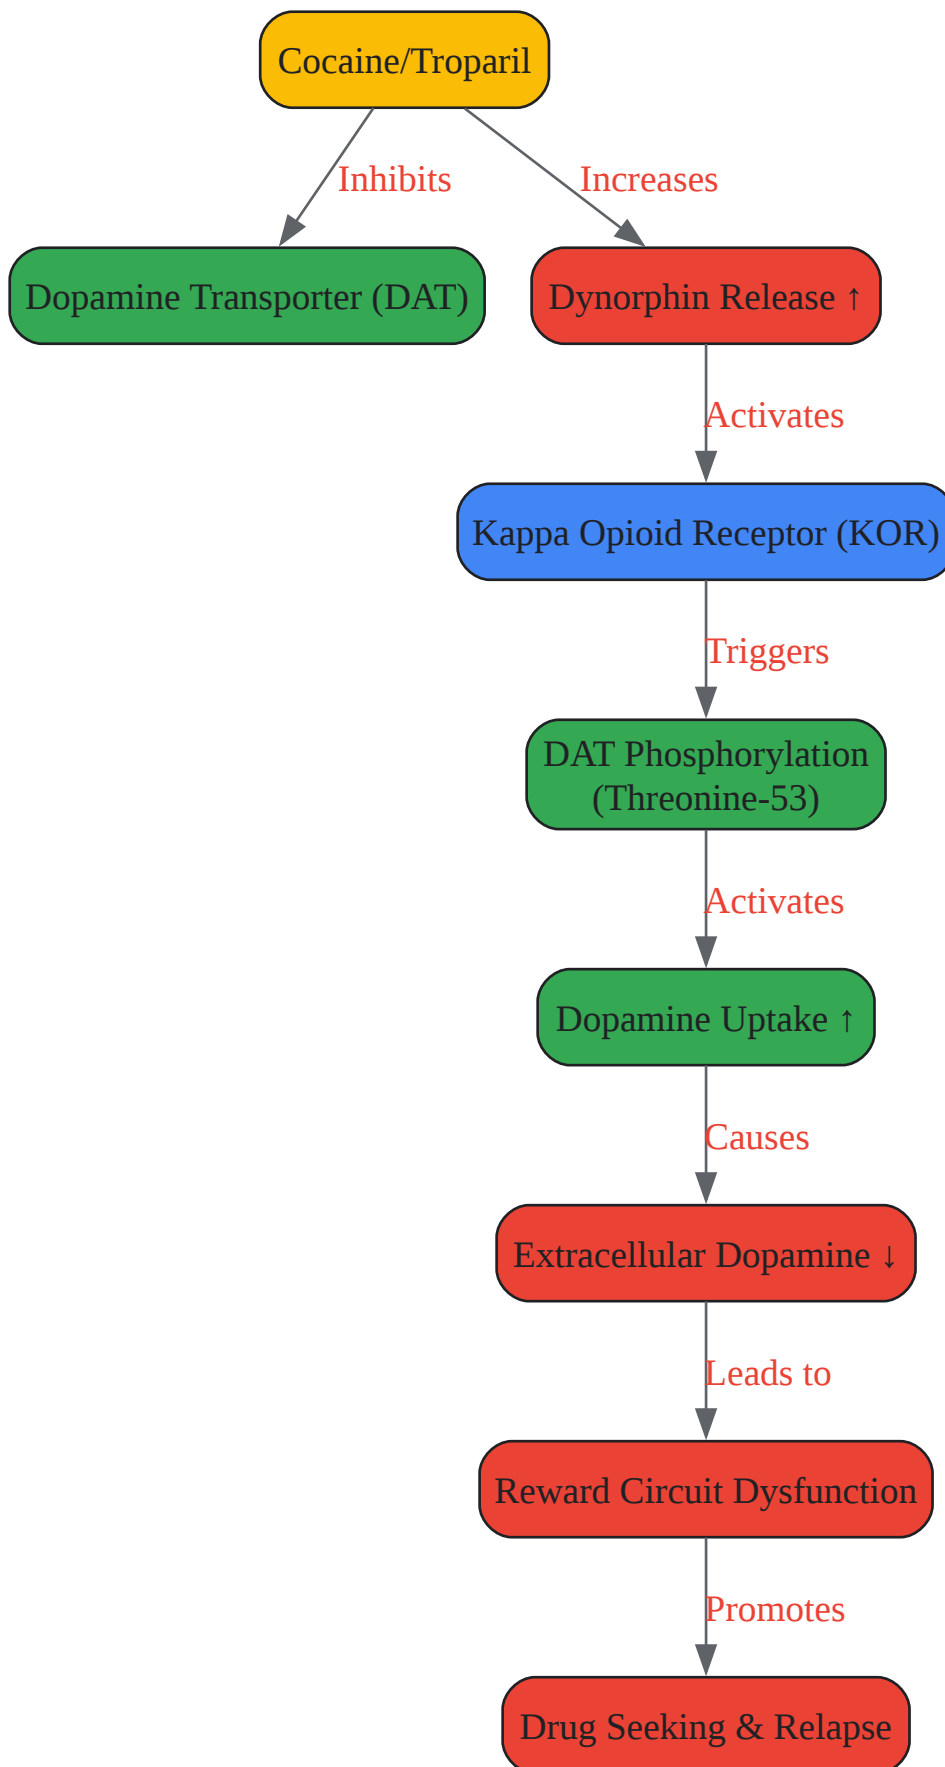 Cocaine/Troparil
Inhibits
Increases
Dopamine Transporter (DAT)
Dynorphin Release ↑
Activates
Kappa Opioid Receptor (KOR)
Triggers
DAT Phosphorylation
(Threonine-53)
Activates
Dopamine Uptake ↑
Causes
Extracellular Dopamine ↓
Leads to
Reward Circuit Dysfunction
Promotes
Drug Seeking & Relapse